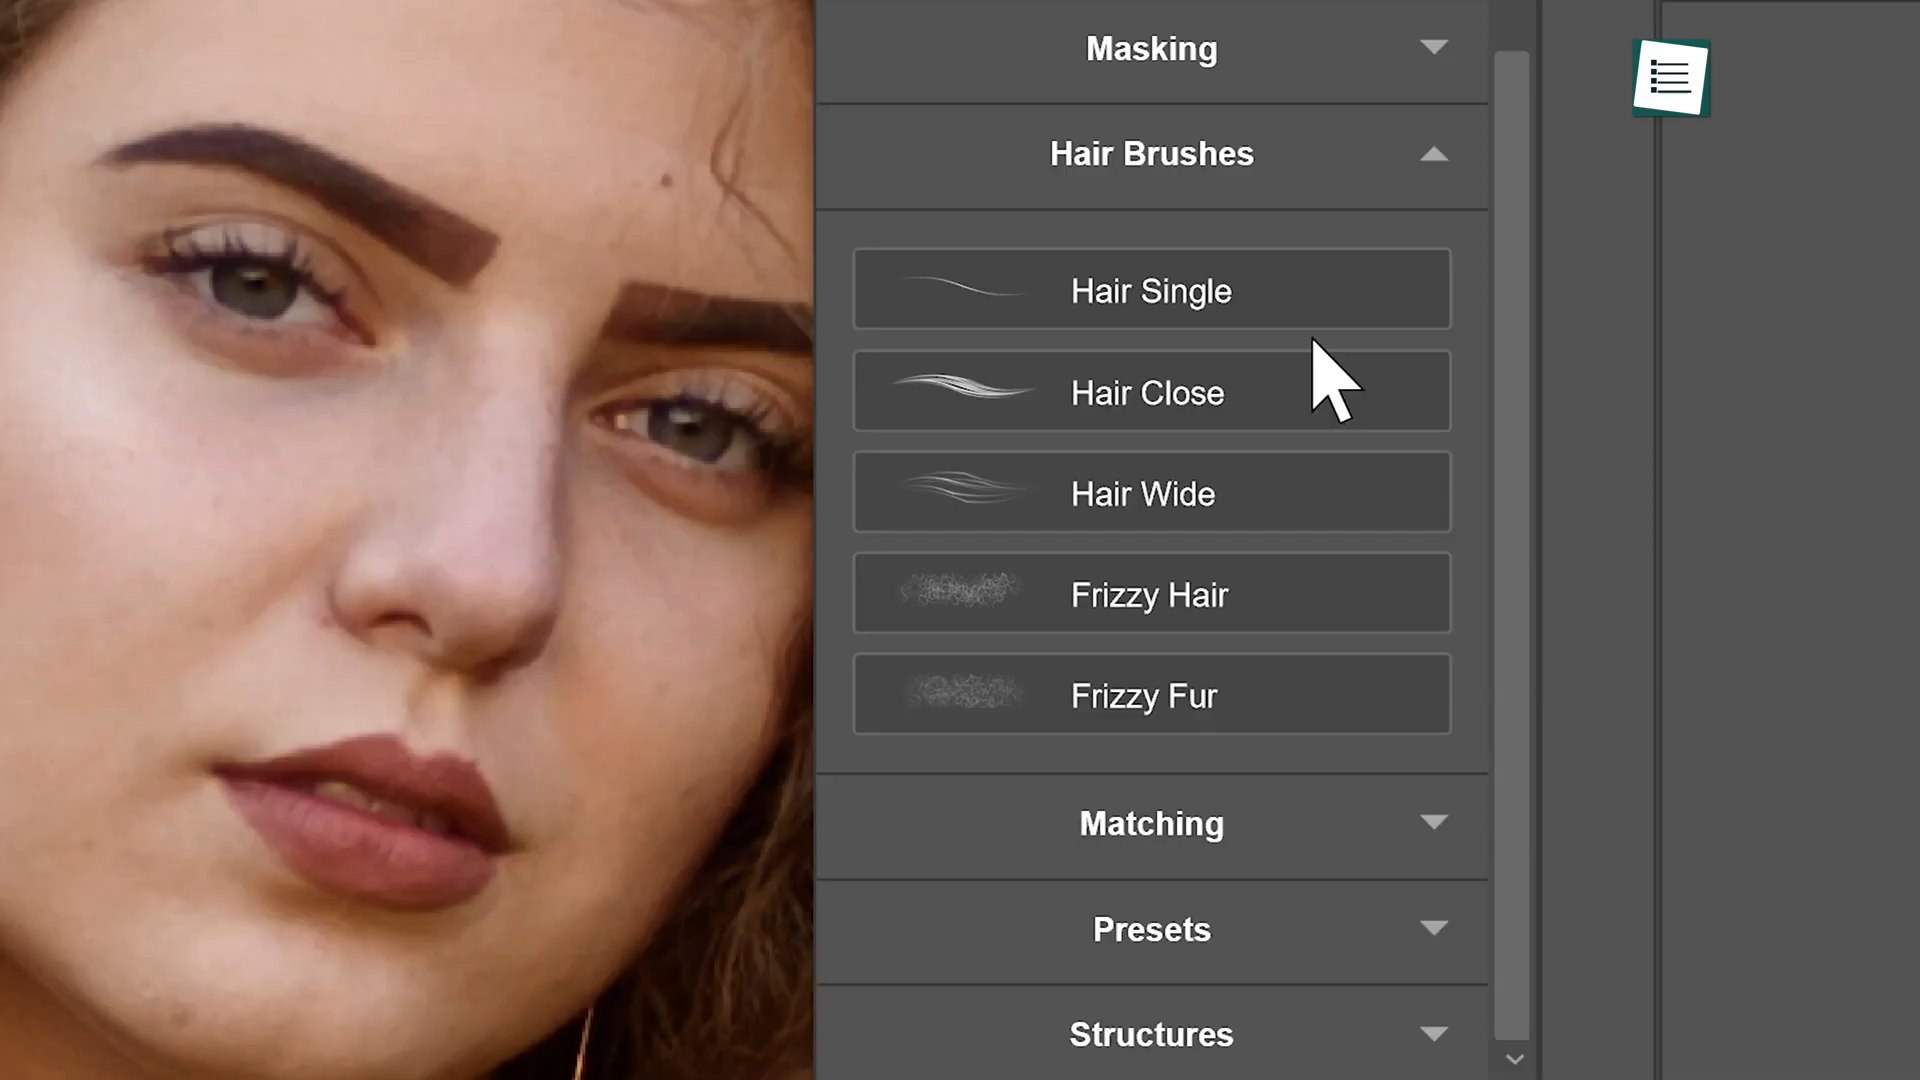 Masking
Hair Brushes
Hair Single
Hair Close
Hair Wide
Frizzy Hair
Frizzy Fur
Matching
Presets
Structures